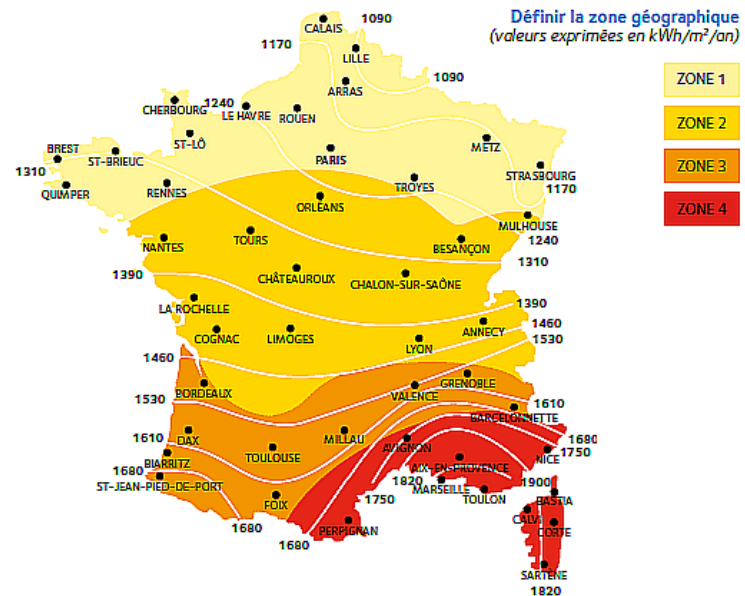 Définir la zone géographique
(valeurs exprimées en kWh/m²/an)
ZONE 1
ZONE 2
ZONE 3
ZONE 4
1090
CALAIS
1170
LILLE
1090
ARRAS
CHERBOURG
1240
LE HAVRE
ROUEN
ST-LÔ
METZ
BREST
ST-BRIEUC
PARIS
1310
STRASBOURG
QUIMPER
RENNES
TROYES
1170
ORLÉANS
MULHOUSE
NANTES
TOURS
BESANÇON
1240
1310
1390
CHÂTEAUROUX
CHALON-SUR-SAÔNE
LA ROCHELLE
1390
COGNAC
LIMOGES
LYON
ANNECY
1460
1530
1460
BORDEAUX
VALENCE
GRENOBLE
1530
1610
BARCELONNETTE
1610
DAX
MILLAU
AVIGNON
1680
BIARRITZ
TOULOUSE
NICE
1750
1680
AIX-EN-PROVENCE
ST-JEAN-PIED-DE-PORT
1820
MARSEILLE
1900
FOIX
1750
TOULON
BASTIA
CALVI
1680
PERPIGNAN
CORTE
1680
SARTÈNE
1820